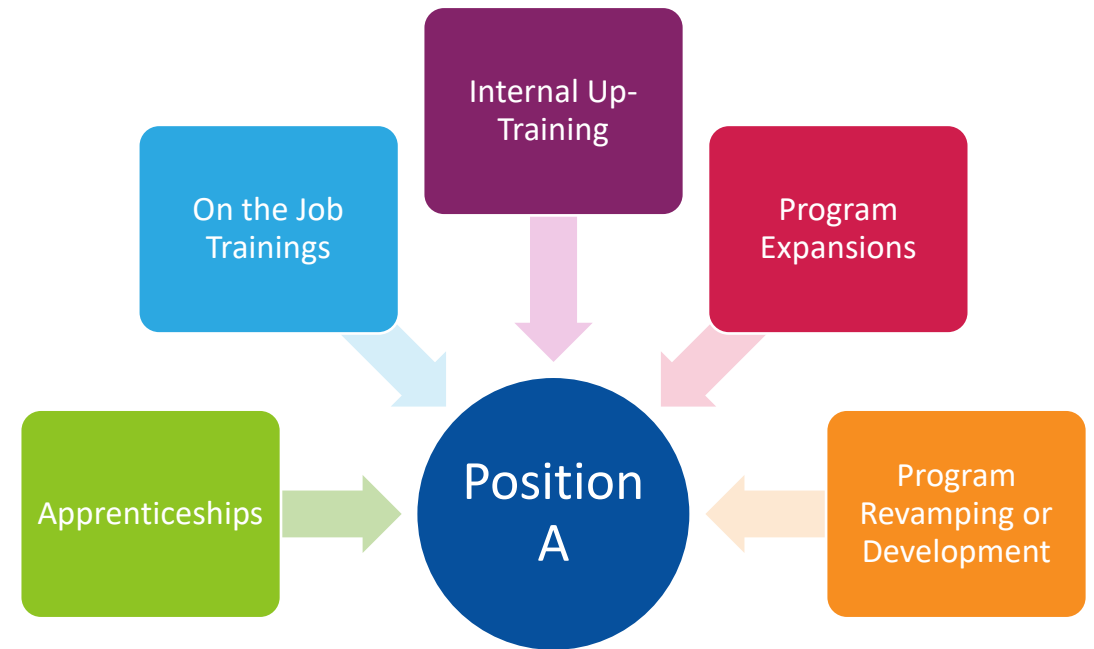 Internal Up-
Training
On the Job
Trainings
Program
Expansions
Apprenticeships
Position
A
Program
Revamping or
Development